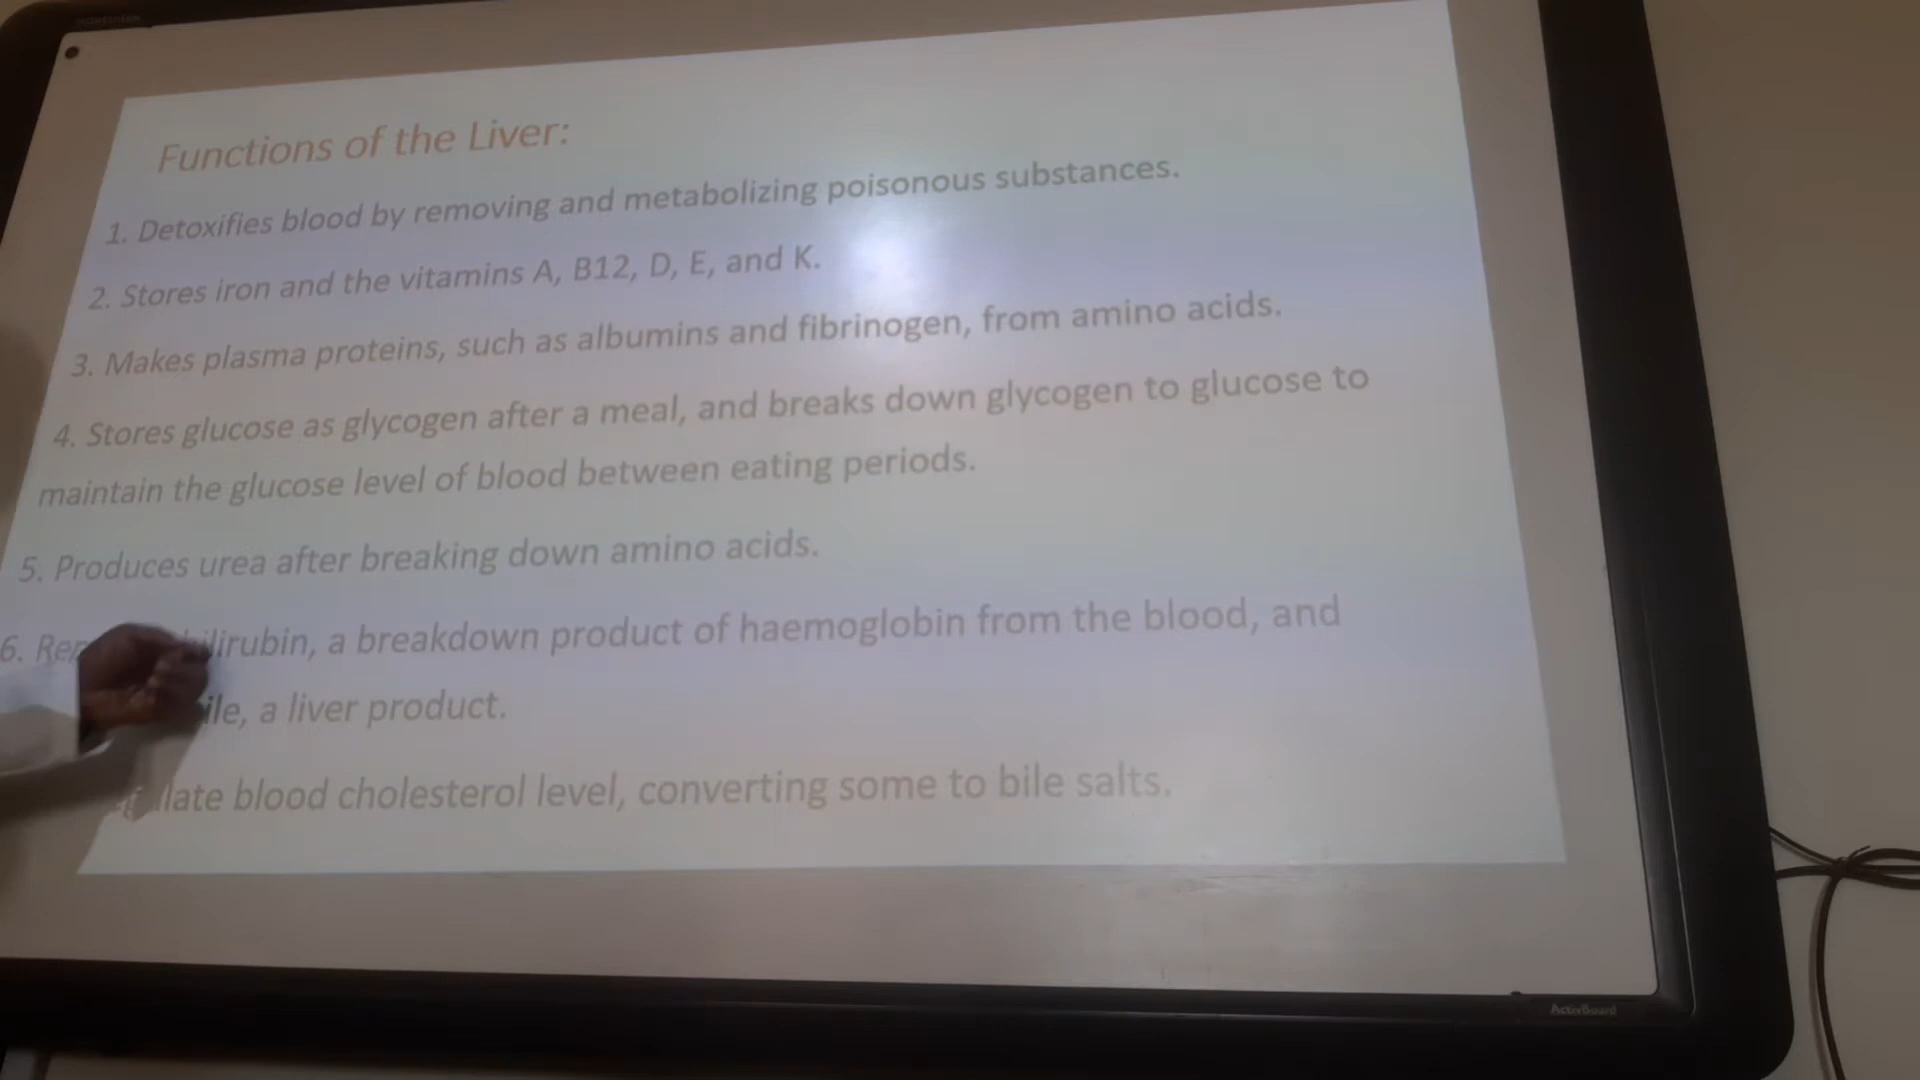 Functions of the Liver:
1. Detoxifies blood by removing and metabolizing poisonous substances.
2. Stores iron and the vitamins A, B12, D, E, and K.
3. Makes plasma proteins, such as albumins and fibrinogen, from amino acids.
4. Stores glucose as glycogen after a meal, and breaks down glycogen to glucose to
maintain the glucose level of blood between eating periods.
5. Produces urea after breaking down amino acids.
6. a breakdown product of haemoglobin from the blood, and
a liver product.
blood cholesterol level, converting some to bile salts.
ActivBoard